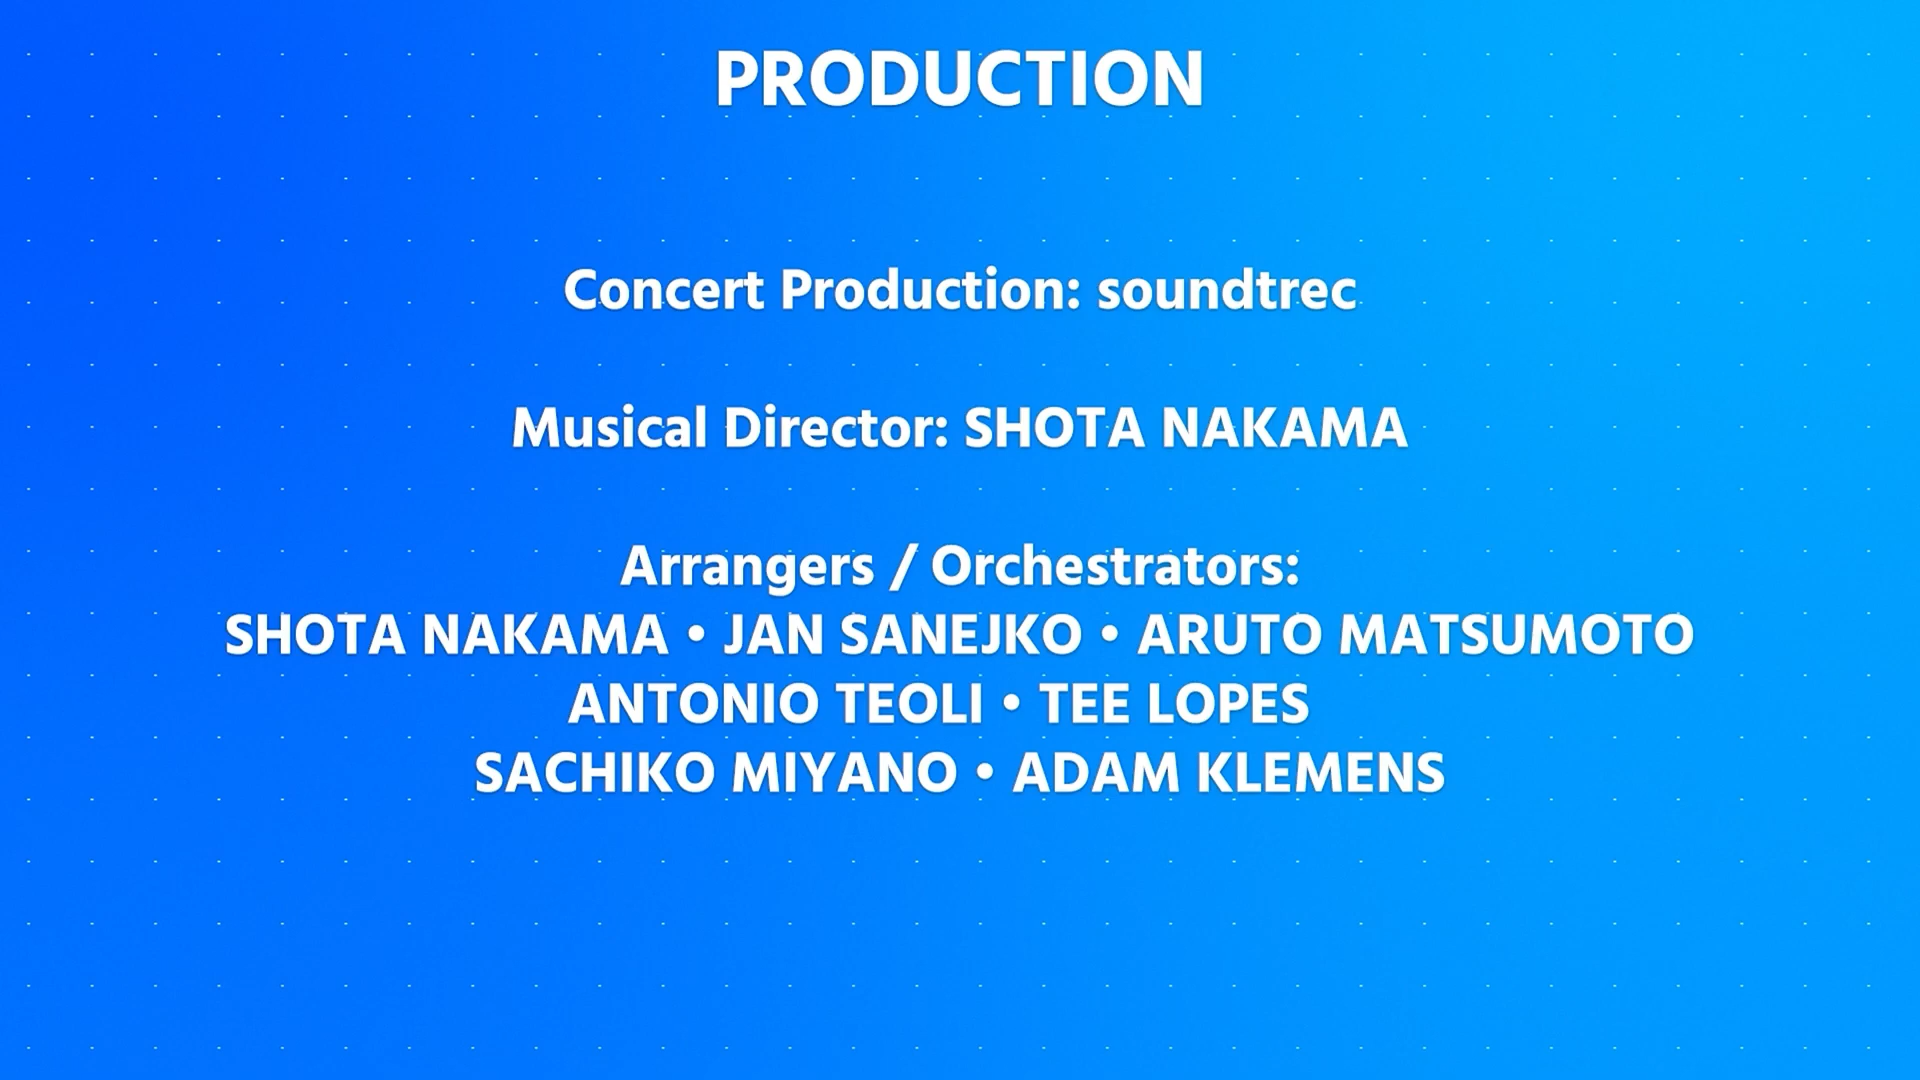 PRODUCTION
Concert Production: soundtrec
Musical Director: SHOTA NAKAMA
Arrangers / Orchestrators:
SHOTA NAKAMA • JAN SANEJKO • ARUTO MATSUMOTO
ANTONIO TEOLI • TEE LOPES
SACHIKO MIYANO • ADAM KLEMENS